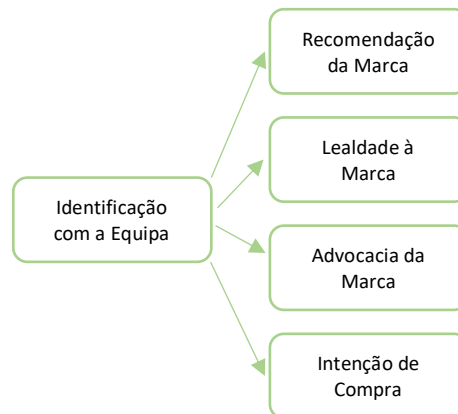 Recomendação
da Marca
Lealdade à
Marca
Identificação
com a Equipa
Advocacia da
Marca
Intenção de
Compra